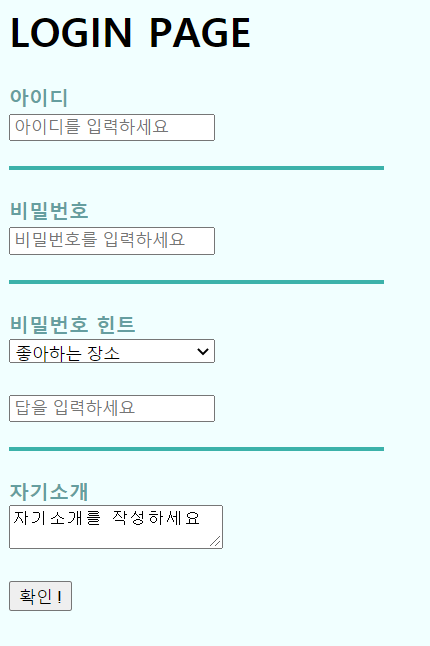 LOGIN PAGE
아이디
아이디를 입력하세요
비밀번호
비밀번호를 입력하세요
비밀번호 힌트
좋아하는 장소
답을 입력하세요
자기소개
자기소개를 작성하세요
확인 !